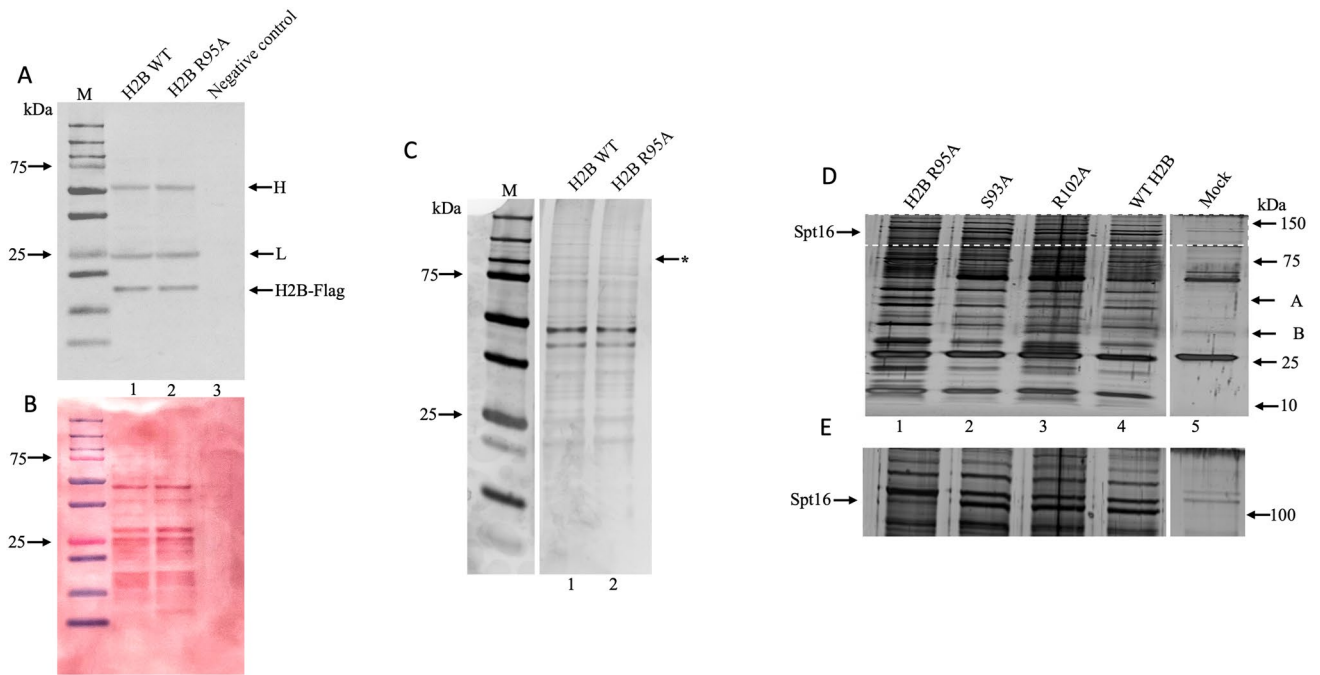 A
kDa
M
H2B WT
H2B R95A
Negative control
75
25
H
L
H2B-Flag
1 2 3
B
75
25
C
kDa
M
H2B WT
H2B R95A
75
25
*
1 2
D
H2B R95A
S93A
R102A
WT H2B
Mock
kDa
Spt16
150
75
A
B
25
10
1 2 3 4 5
E
Spt16
100